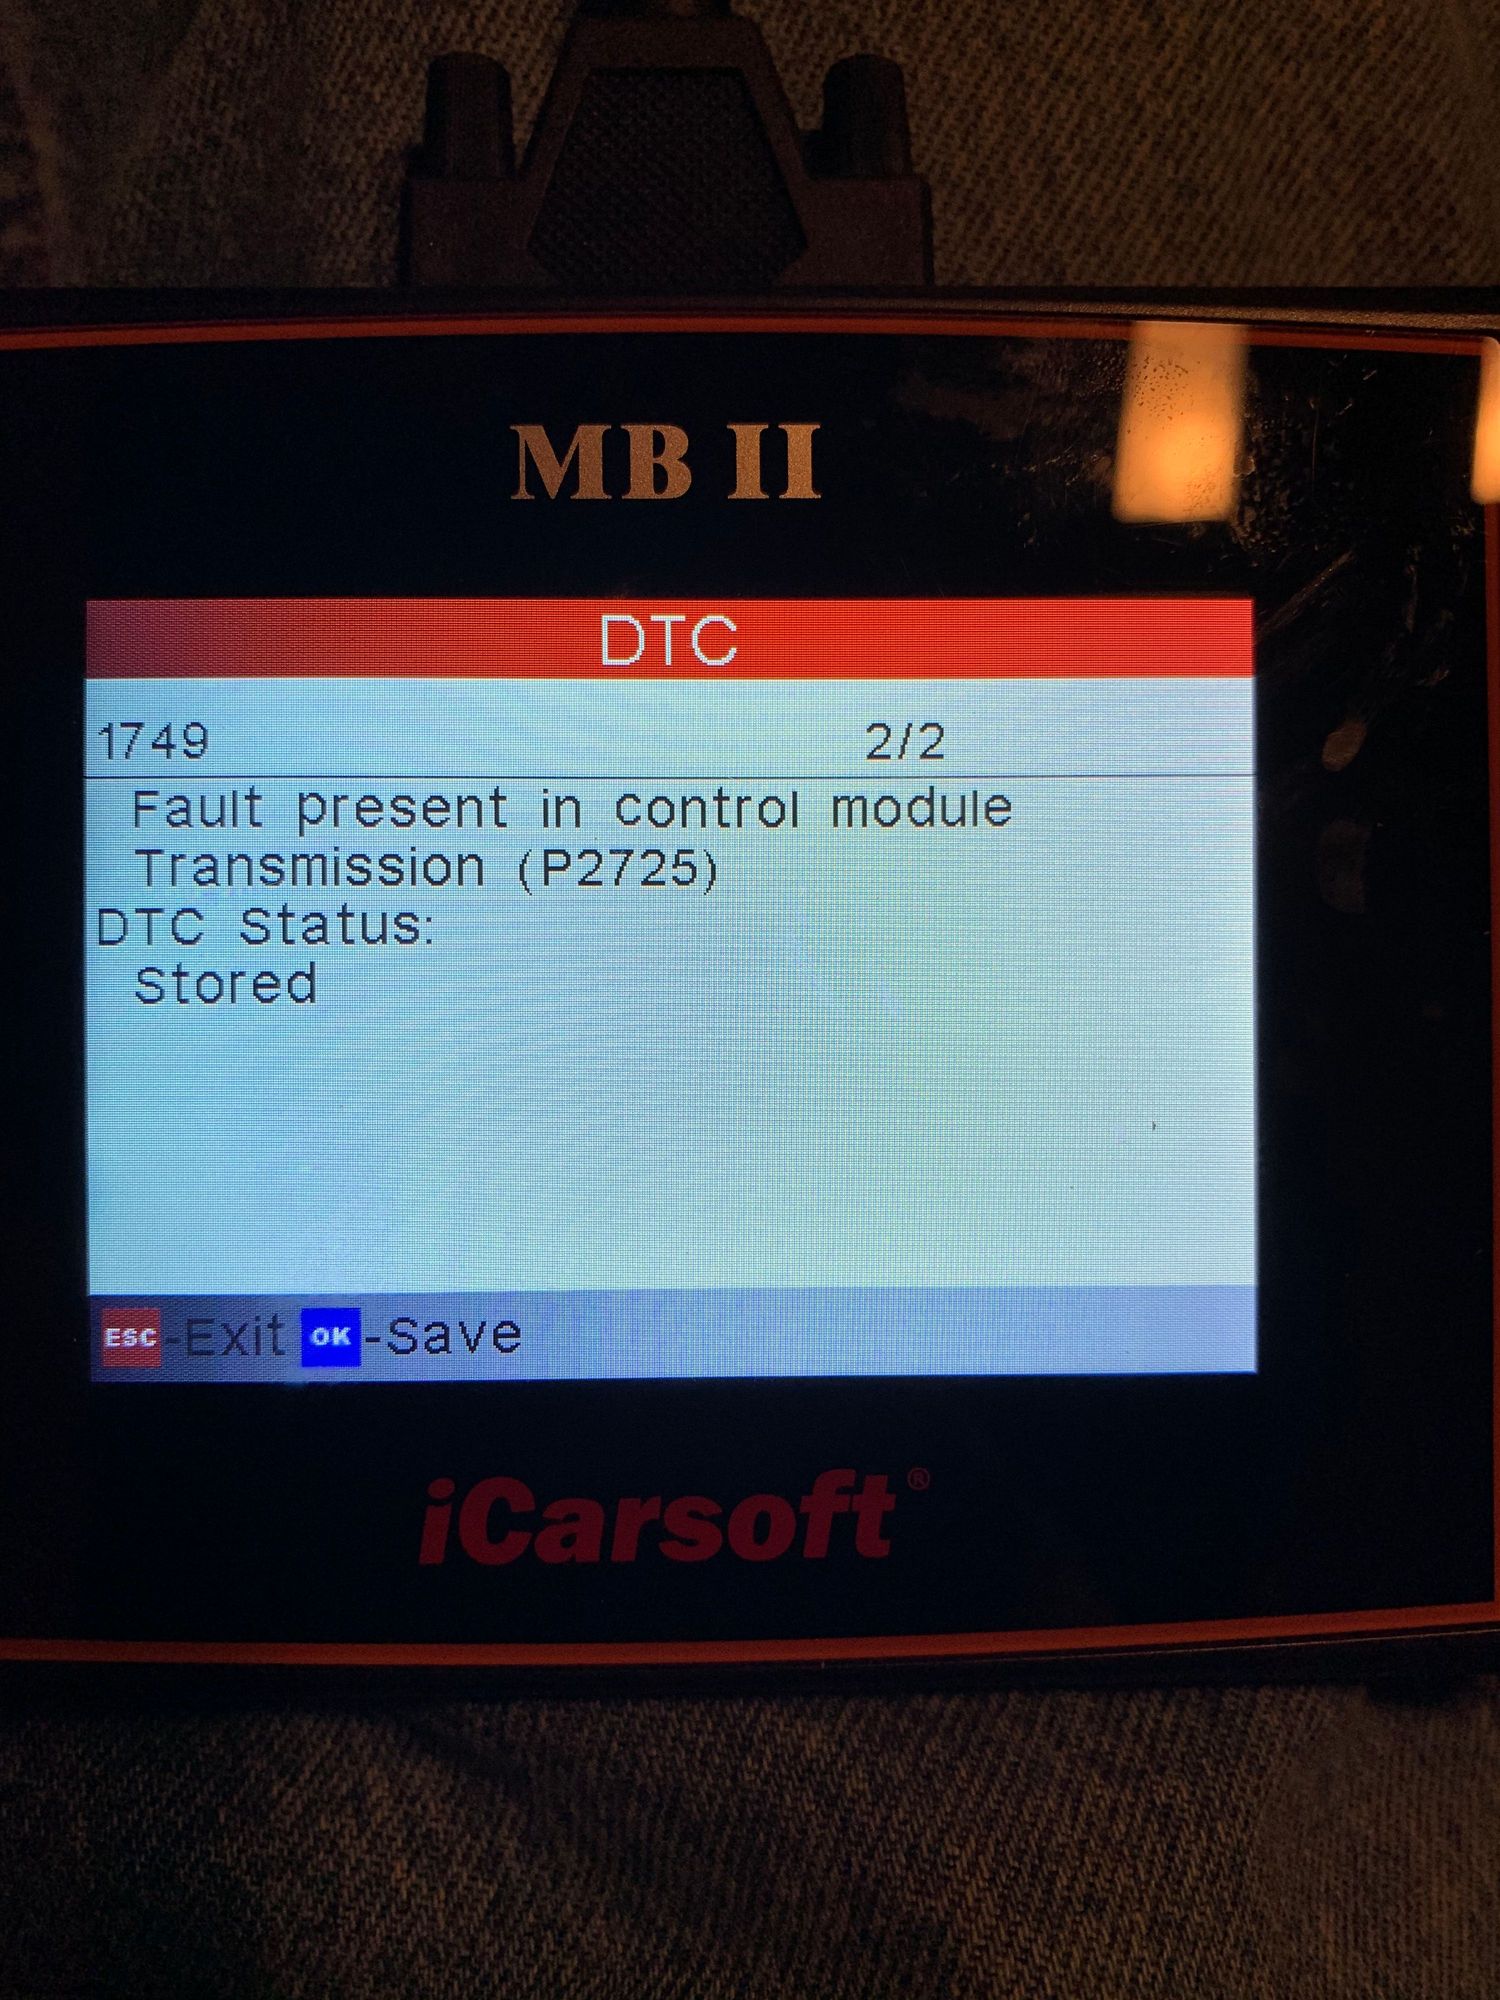 MB II
DTC
1749 2/2
Fault present in control module
Transmission (P2725)
DTC Status:
Stored
ESC-Exit OK-Save
iCarsoft®